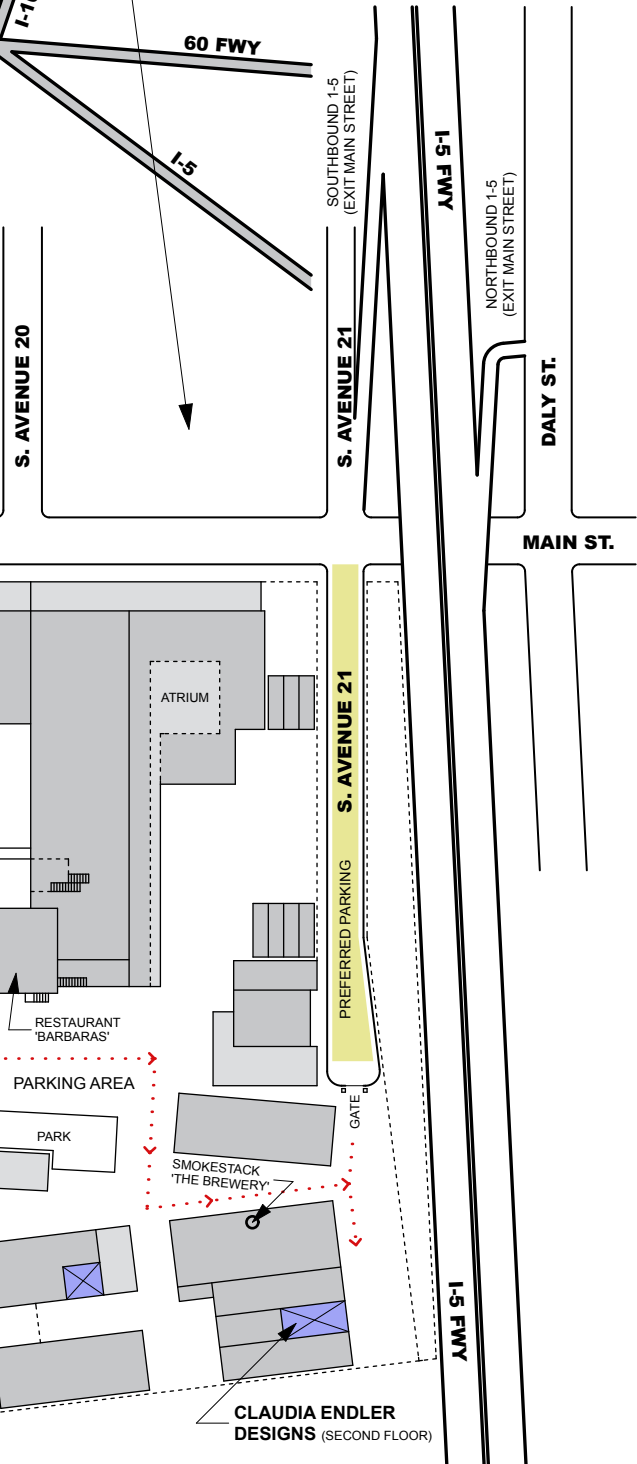 I-10
60 FWY
I-5
SOUTHBOUND 1-5
(EXIT MAIN STREET)
I-5 FWY
NORTHBOUND 1-5
(EXIT MAIN STREET)
S. AVENUE 20
S. AVENUE 21
DALY ST.
MAIN ST.
ATRIUM
S. AVENUE 21
PREFERRED PARKING
RESTAURANT
'BARBARAS'
PARKING AREA
GATE
PARK
SMOKESTACK
'THE BREWERY'
I-5 FWY
CLAUDIA ENDLER
DESIGNS (SECOND FLOOR)